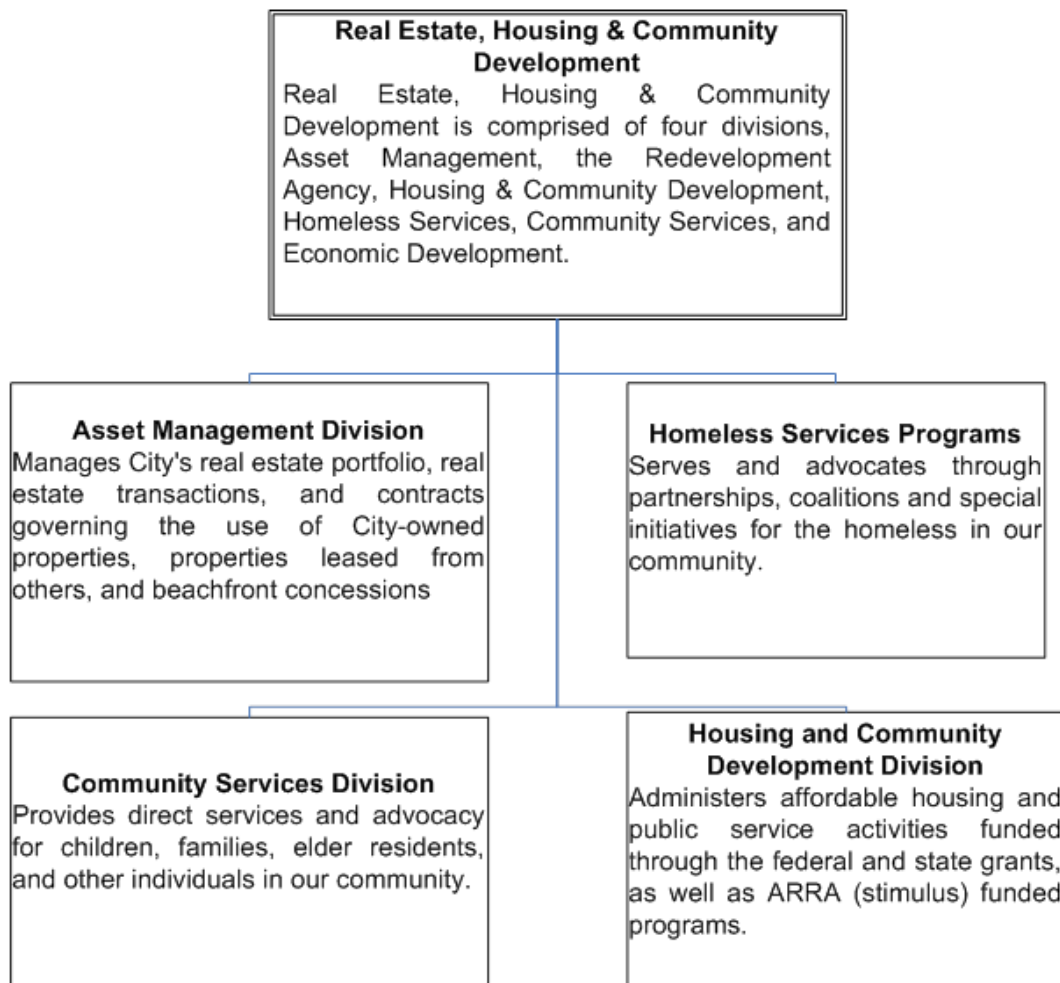 Real Estate, Housing & Community
Development
Real Estate, Housing & Community
Development is comprised of four divisions,
Asset Management, the Redevelopment
Agency, Housing & Community Development,
Homeless Services, Community Services, and
Economic Development.
Asset Management Division
Manages City's real estate portfolio, real
estate transactions, and contracts
governing the use of City-owned
properties, properties leased from
others, and beachfront concessions
Homeless Services Programs
Serves and advocates through
partnerships, coalitions and special
initiatives for the homeless in our
community.
Community Services Division
Provides direct services and advocacy
for children, families, elder residents,
and other individuals in our community.
Housing and Community
Development Division
Administers affordable housing and
public service activities funded
through the federal and state grants,
as well as ARRA (stimulus) funded
programs.